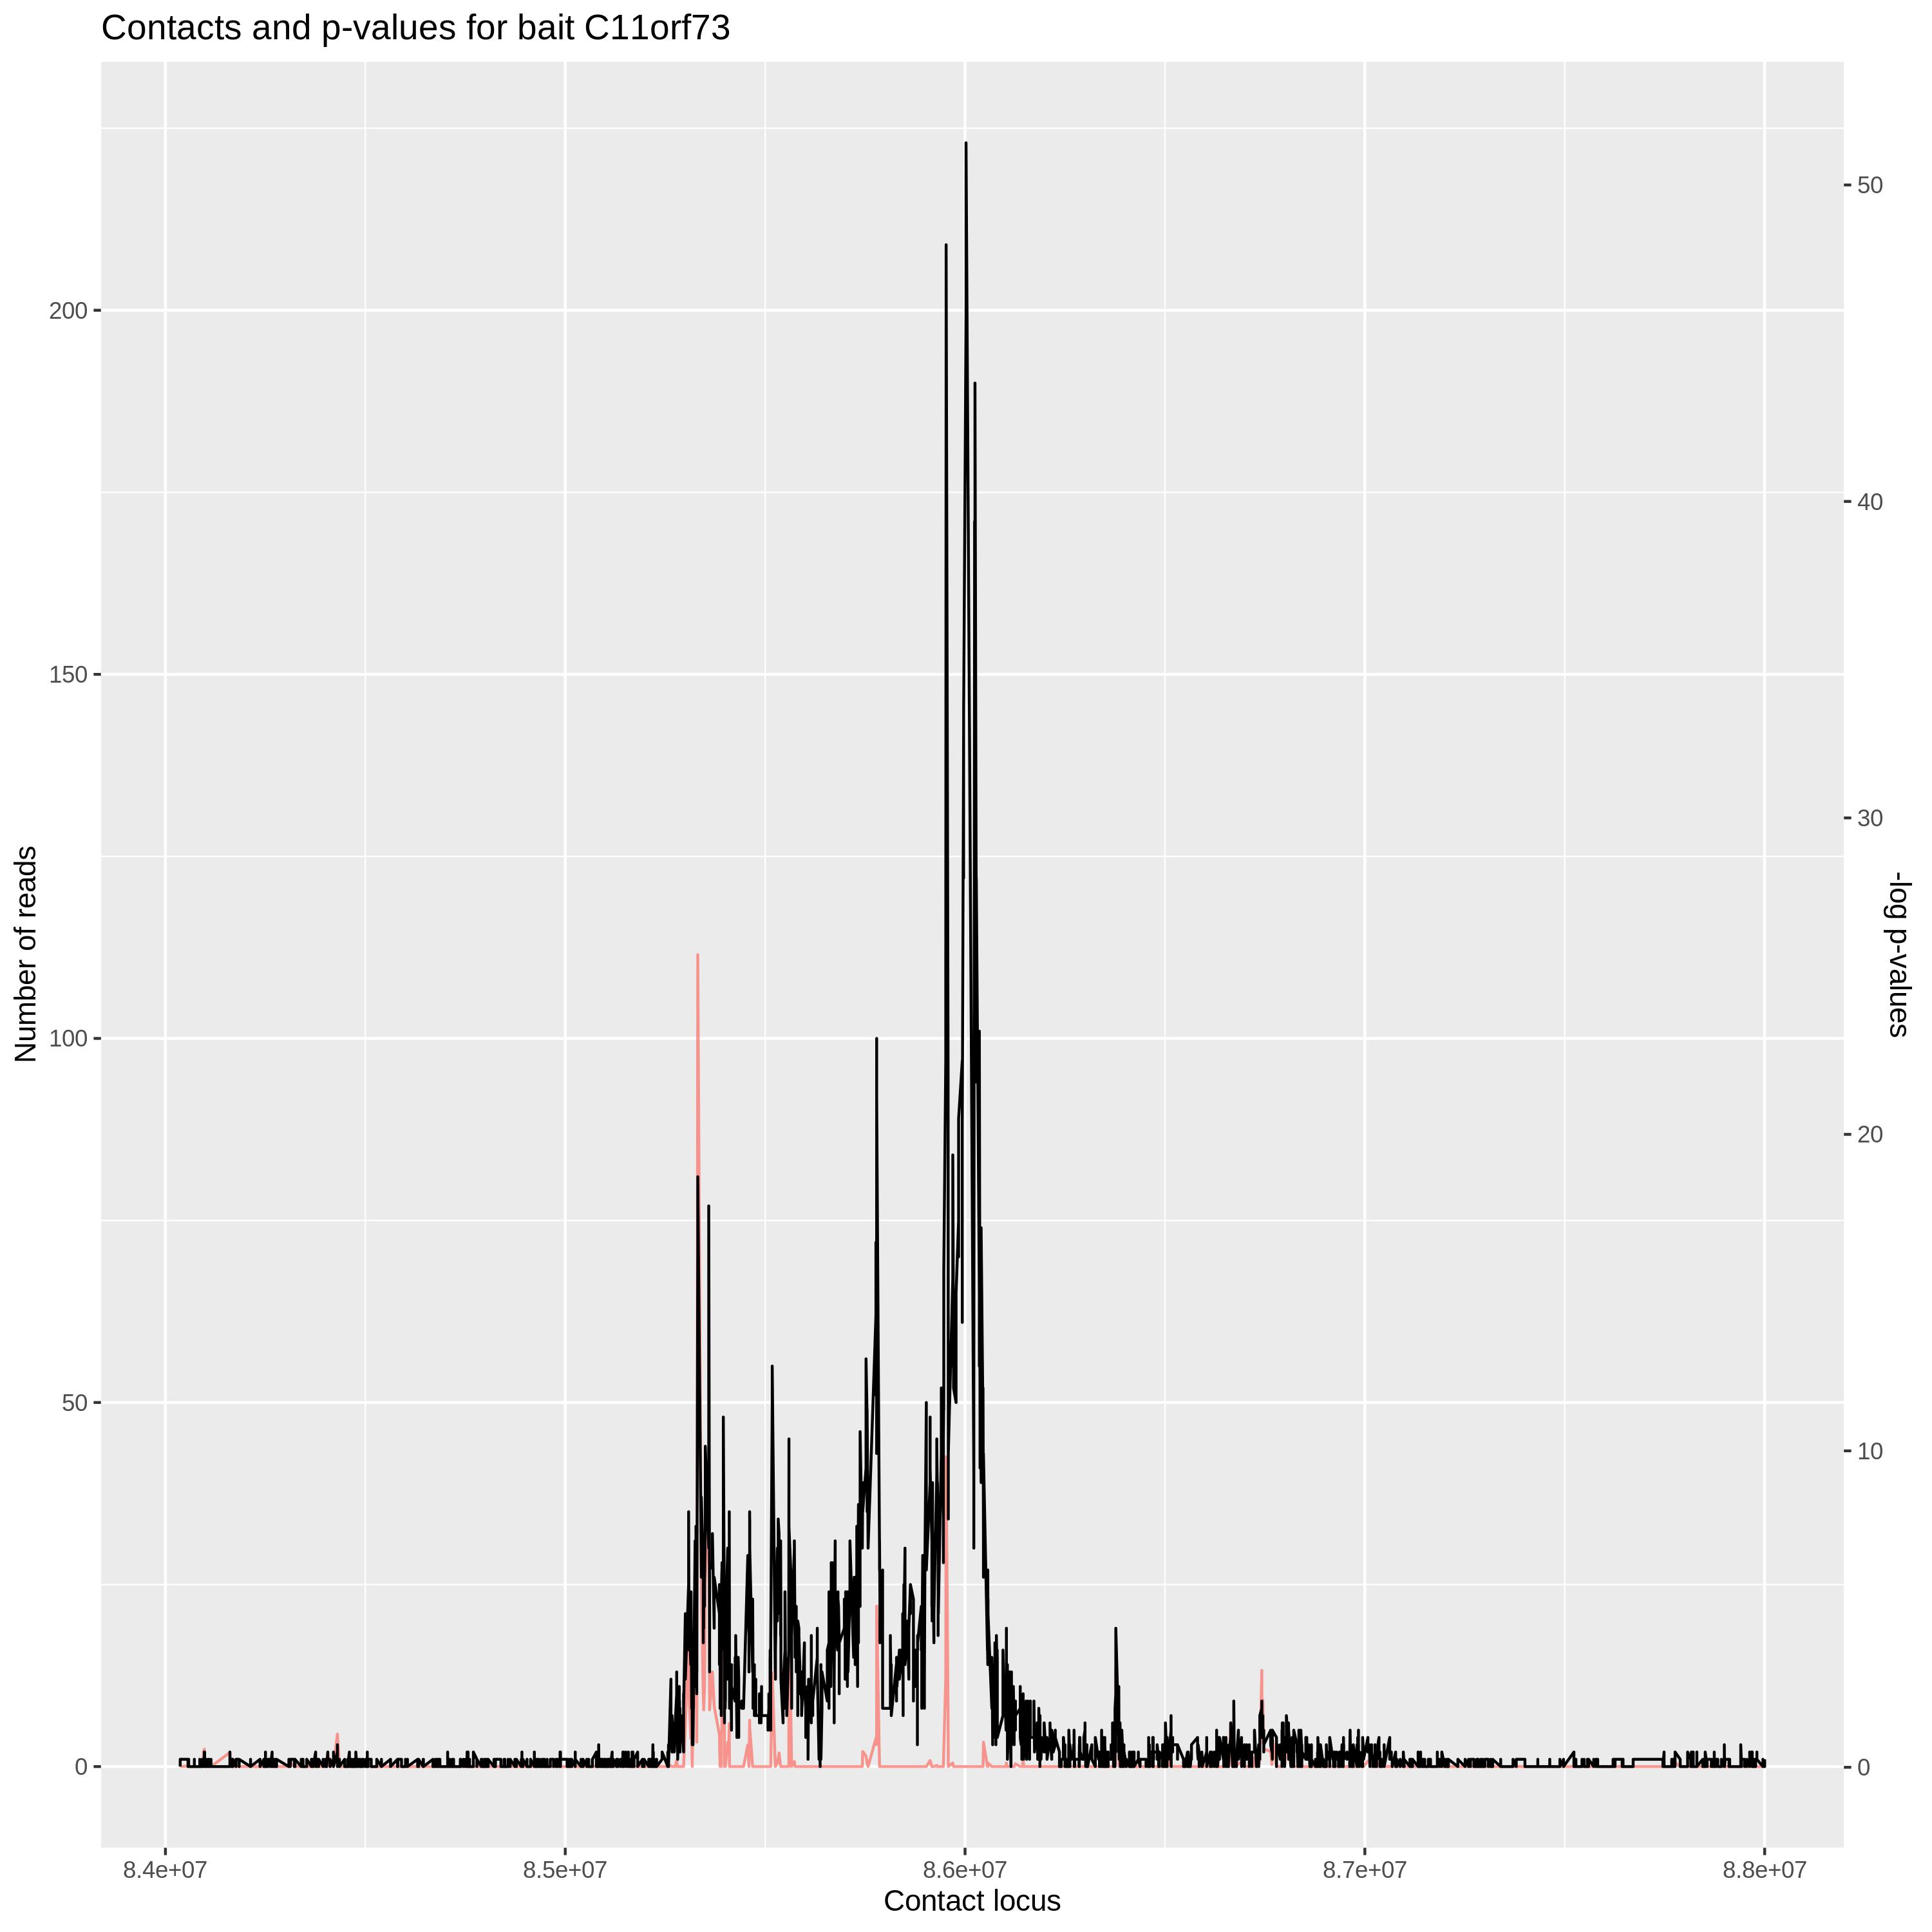 Contacts and p-values for bait C11orf73
Number of reads
200
150
100
50
0
50
40
30
20
10
0
-log p-values
8.4e+07 8.5e+07 8.6e+07 8.7e+07 8.8e+07
Contact locus